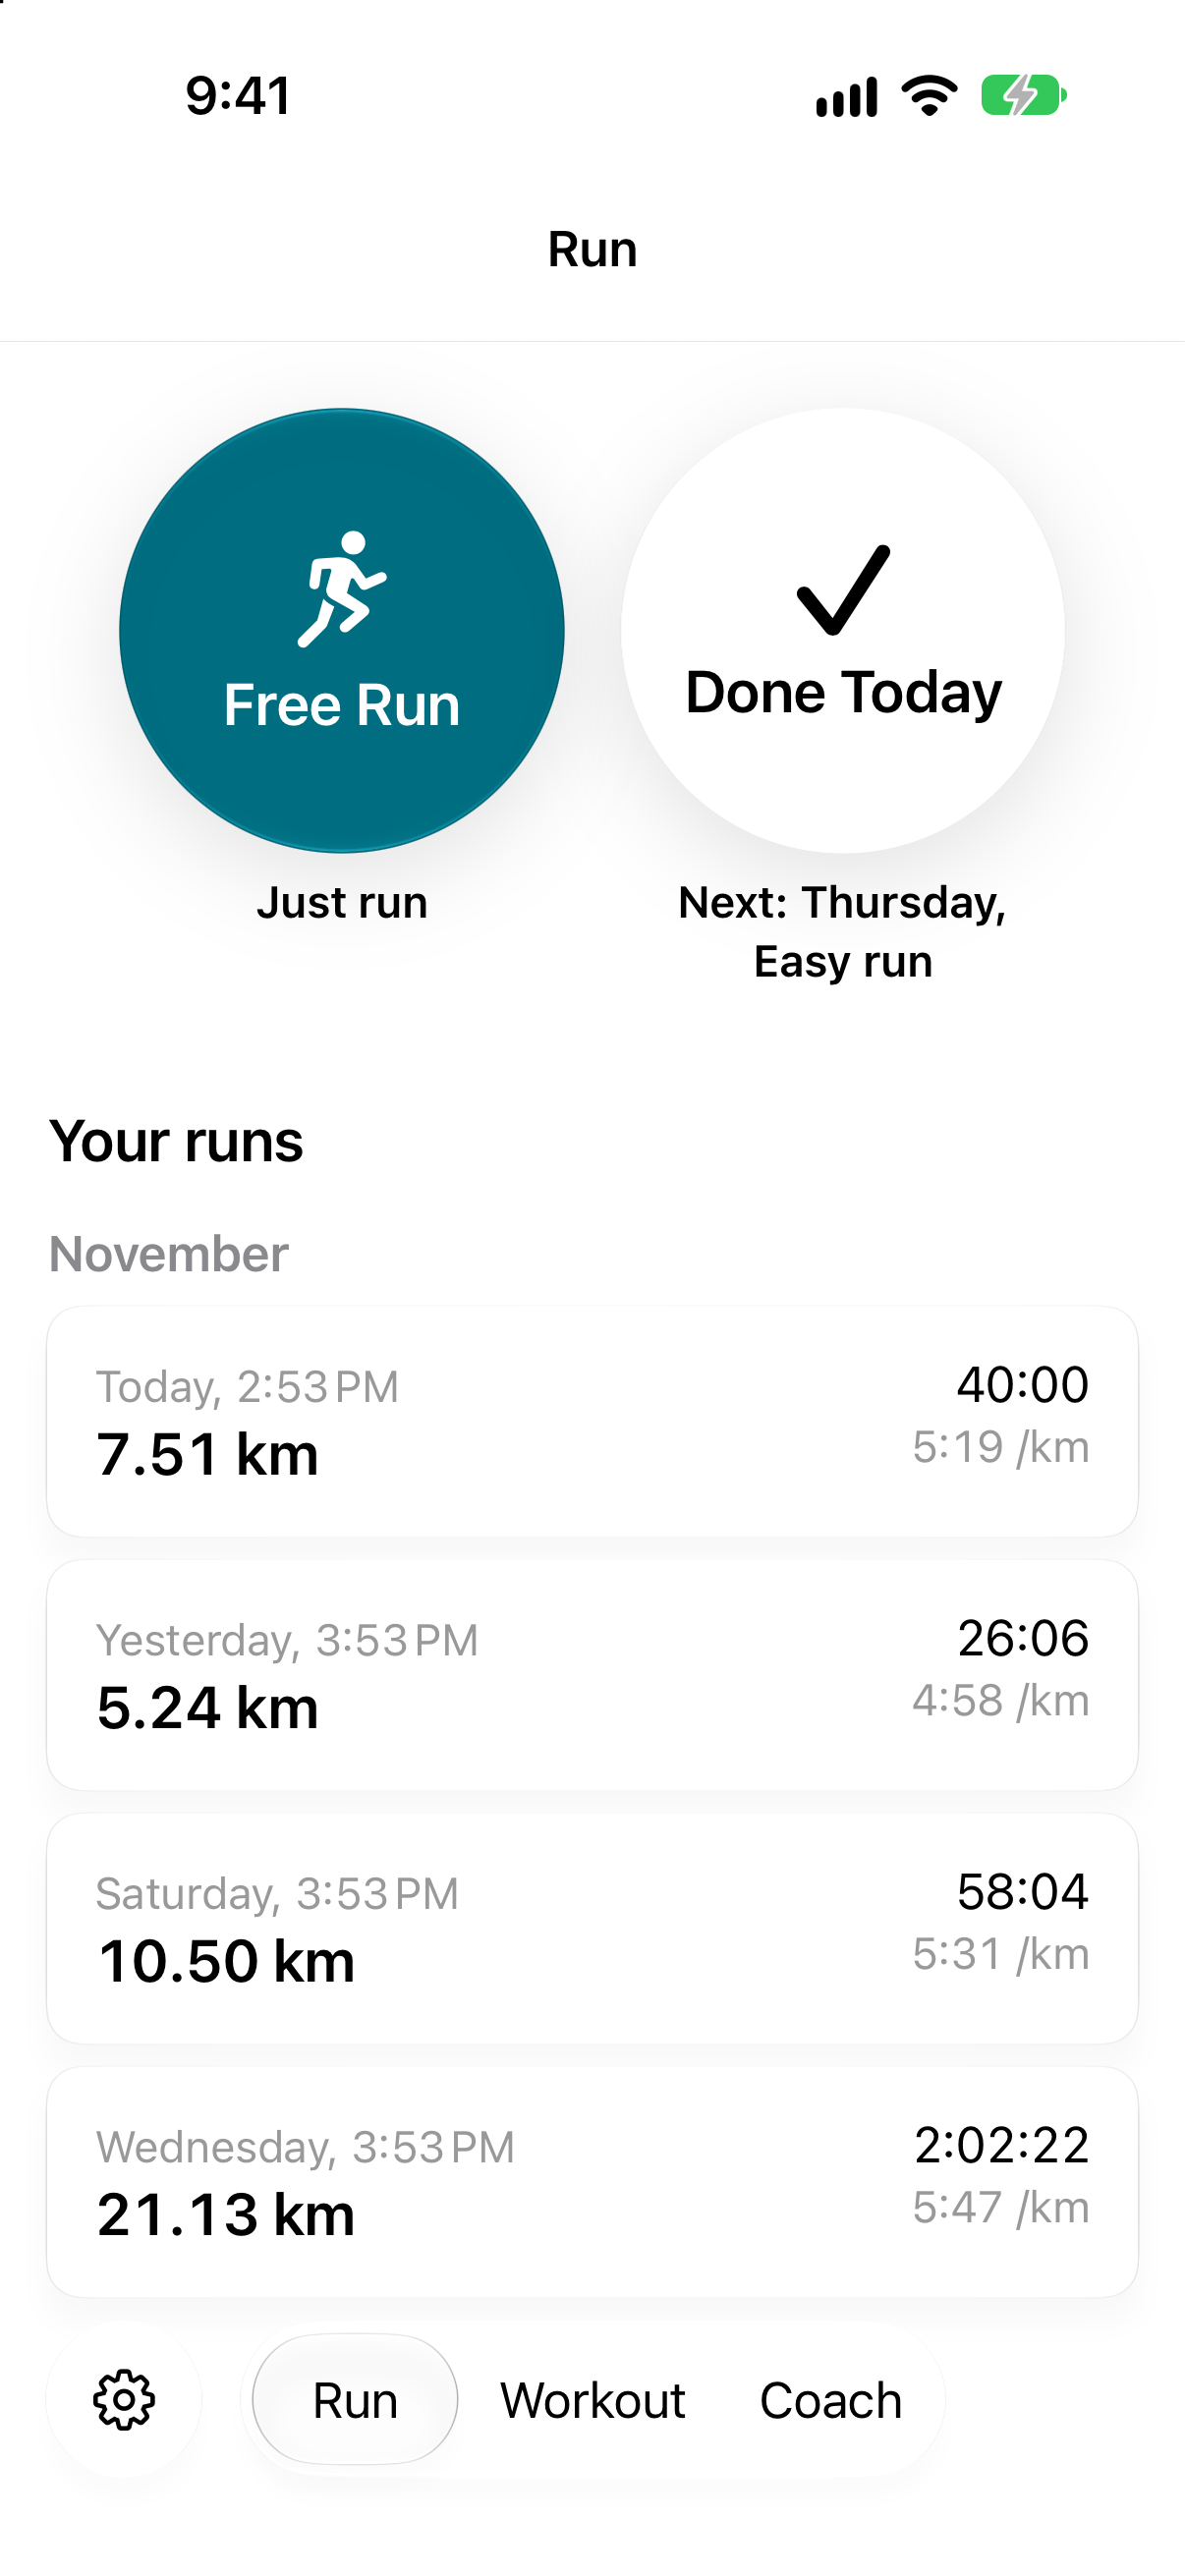 9:41
Run
Free Run
Just run
Done Today
Next: Thursday,
Easy run
Your runs
November
Today, 2:53 PM
7.51 km
40:00
5:19 /km
Yesterday, 3:53 PM
5.24 km
26:06
4:58 /km
Saturday, 3:53 PM
10.50 km
58:04
5:31 /km
Wednesday, 3:53 PM
21.13 km
2:02:22
5:47 /km
Run
Workout
Coach